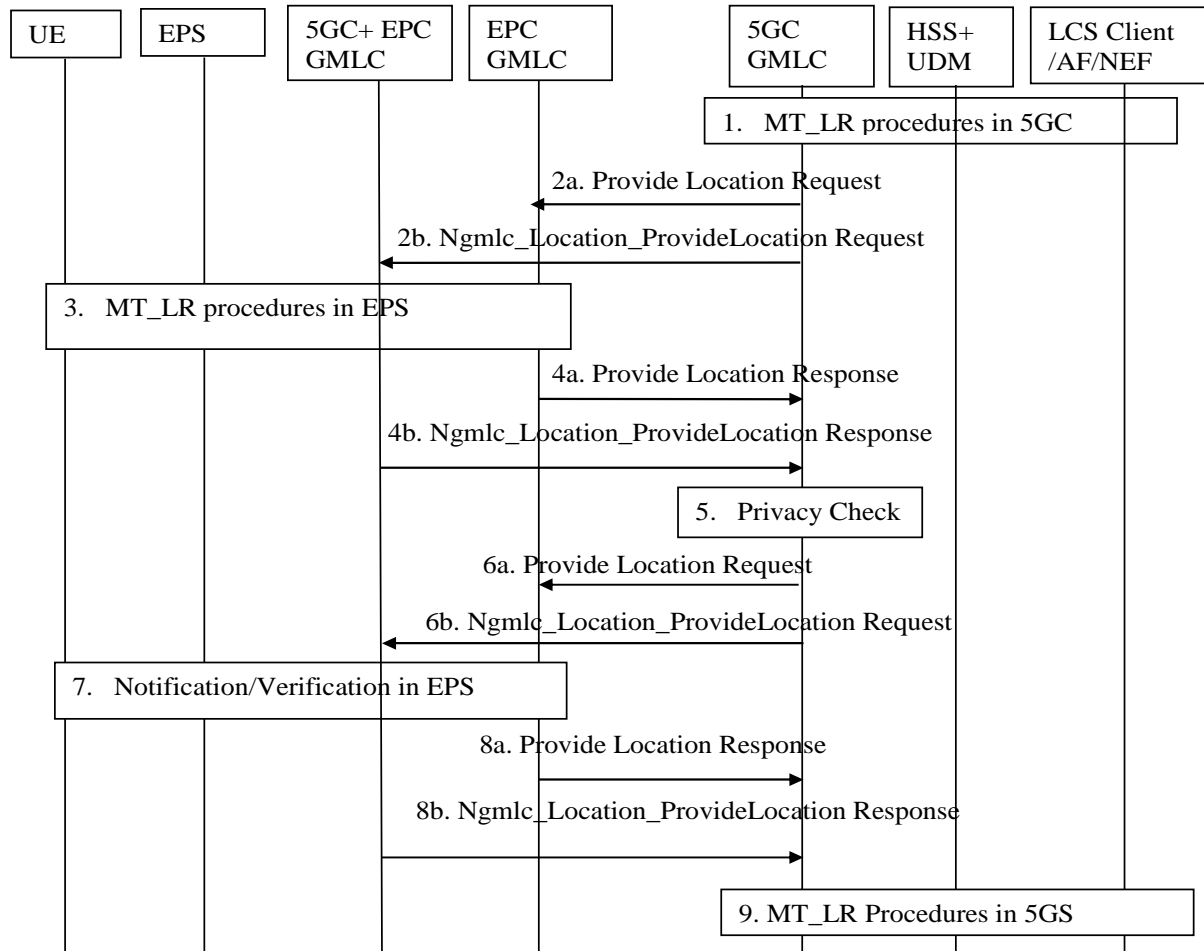 UE
EPS
5GC+ EPC
GMLC
EPC
GMLC
5GC
GMLC
HSS+
UDM
LCS Client
/AF/NEF
1. MT_LR procedures in 5GC
2a. Provide Location Request
2b. Ngmlc_Location_ProvideLocation Request
3. MT_LR procedures in EPS
4a. Provide Location Response
4b. Ngmlc_Location_ProvideLocation Response
5. Privacy Check
6a. Provide Location Request
6b. Ngmlc_Location_ProvideLocation Request
7. Notification/Verification in EPS
8a. Provide Location Response
8b. Ngmlc_Location_ProvideLocation Response
9. MT_LR Procedures in 5GS